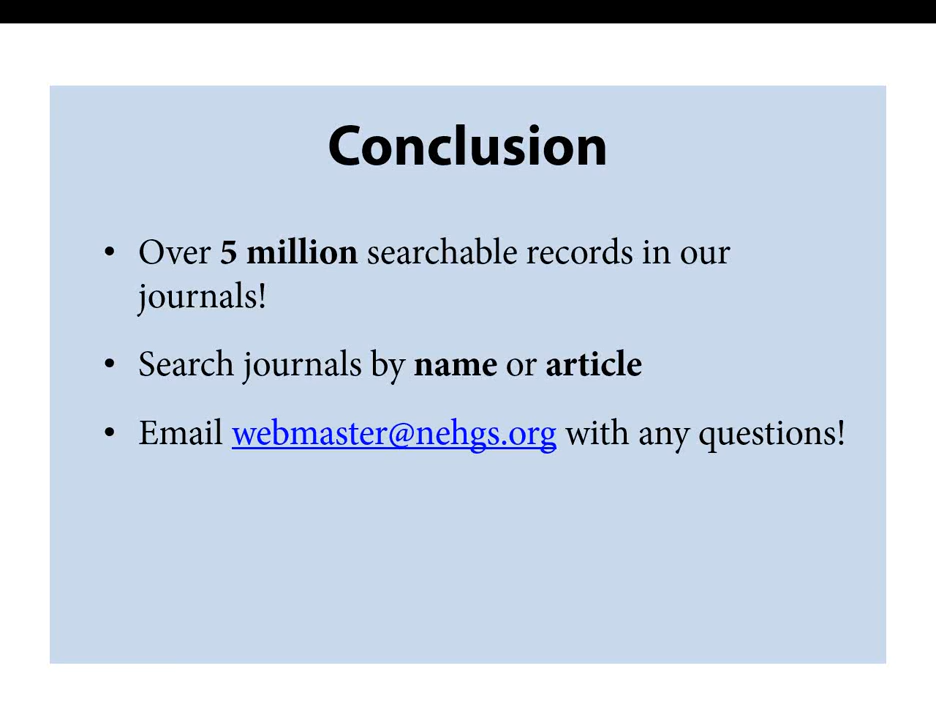 Conclusion
• Over 5 million searchable records in our
journals!
• Search journals by name or article
• Email webmaster@nehgs.org with any questions!